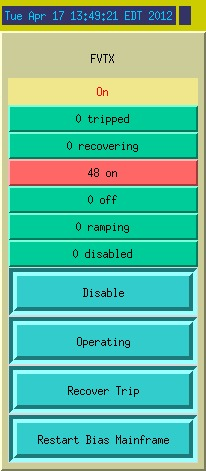 Tue Apr 17 13:49:21 EDT 2012
FVTX
On
0 tripped
0 recovering
48 on
0 off
0 ramping
0 disabled
Disable
Operating
Recover Trip
Restart Bias Mainframe